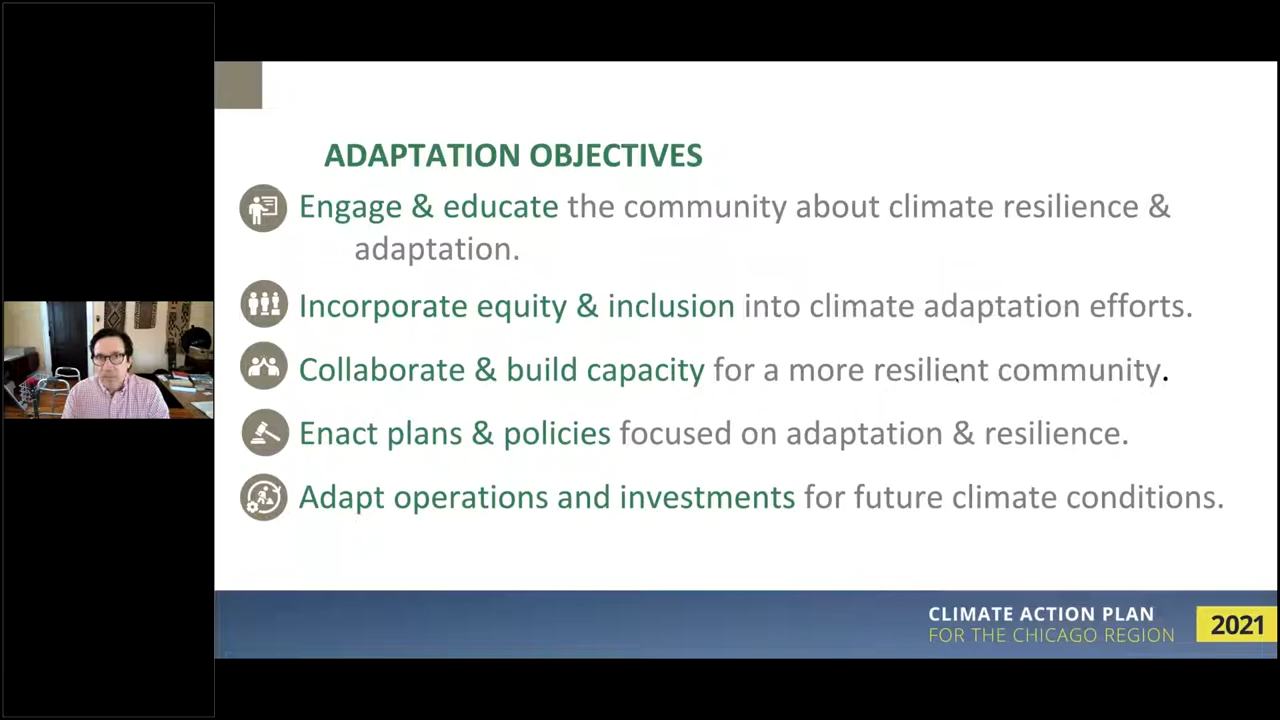 ADAPTATION OBJECTIVES
Engage & educate the community about climate resilience &
adaptation.
Incorporate equity & inclusion into climate adaptation efforts.
Collaborate & build capacity for a more resilient community.
Enact plans & policies focused on adaptation & resilience.
Adapt operations and investments for future climate conditions.
CLIMATE ACTION PLAN
FOR THE CHICAGO REGION
2021